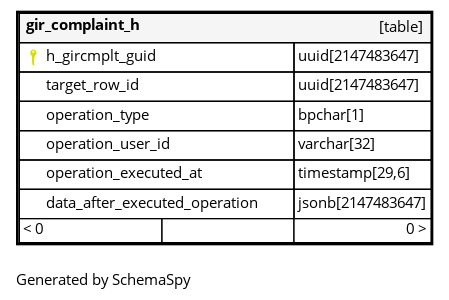 gir_complaint_h [table]
h_gircmplt_guid uuid[2147483647]
target_row_id uuid[2147483647]
operation_type bpchar[1]
operation_user_id varchar[32]
operation_executed_at timestamp[29,6]
data_after_executed_operation jsonb[2147483647]
< 0 0 >
Generated by SchemaSpy